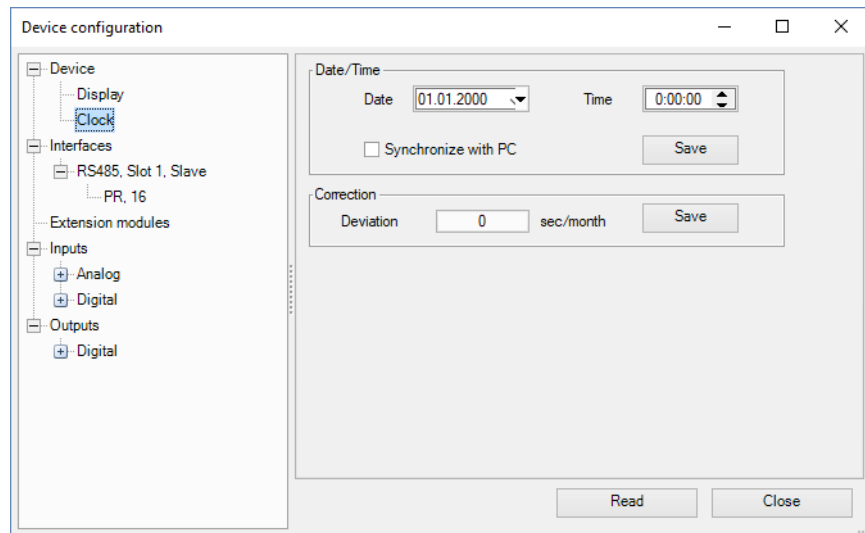 Device configuration
Device
Display
Clock
Interfaces
RS485, Slot 1, Slave
PR, 16
Extension modules
Inputs
Analog
Digital
Outputs
Digital
Date/Time
Date 01.01.2000 Time 0:00:00
Synchronize with PC Save
Correction
Deviation 0 sec/month Save
Read Close